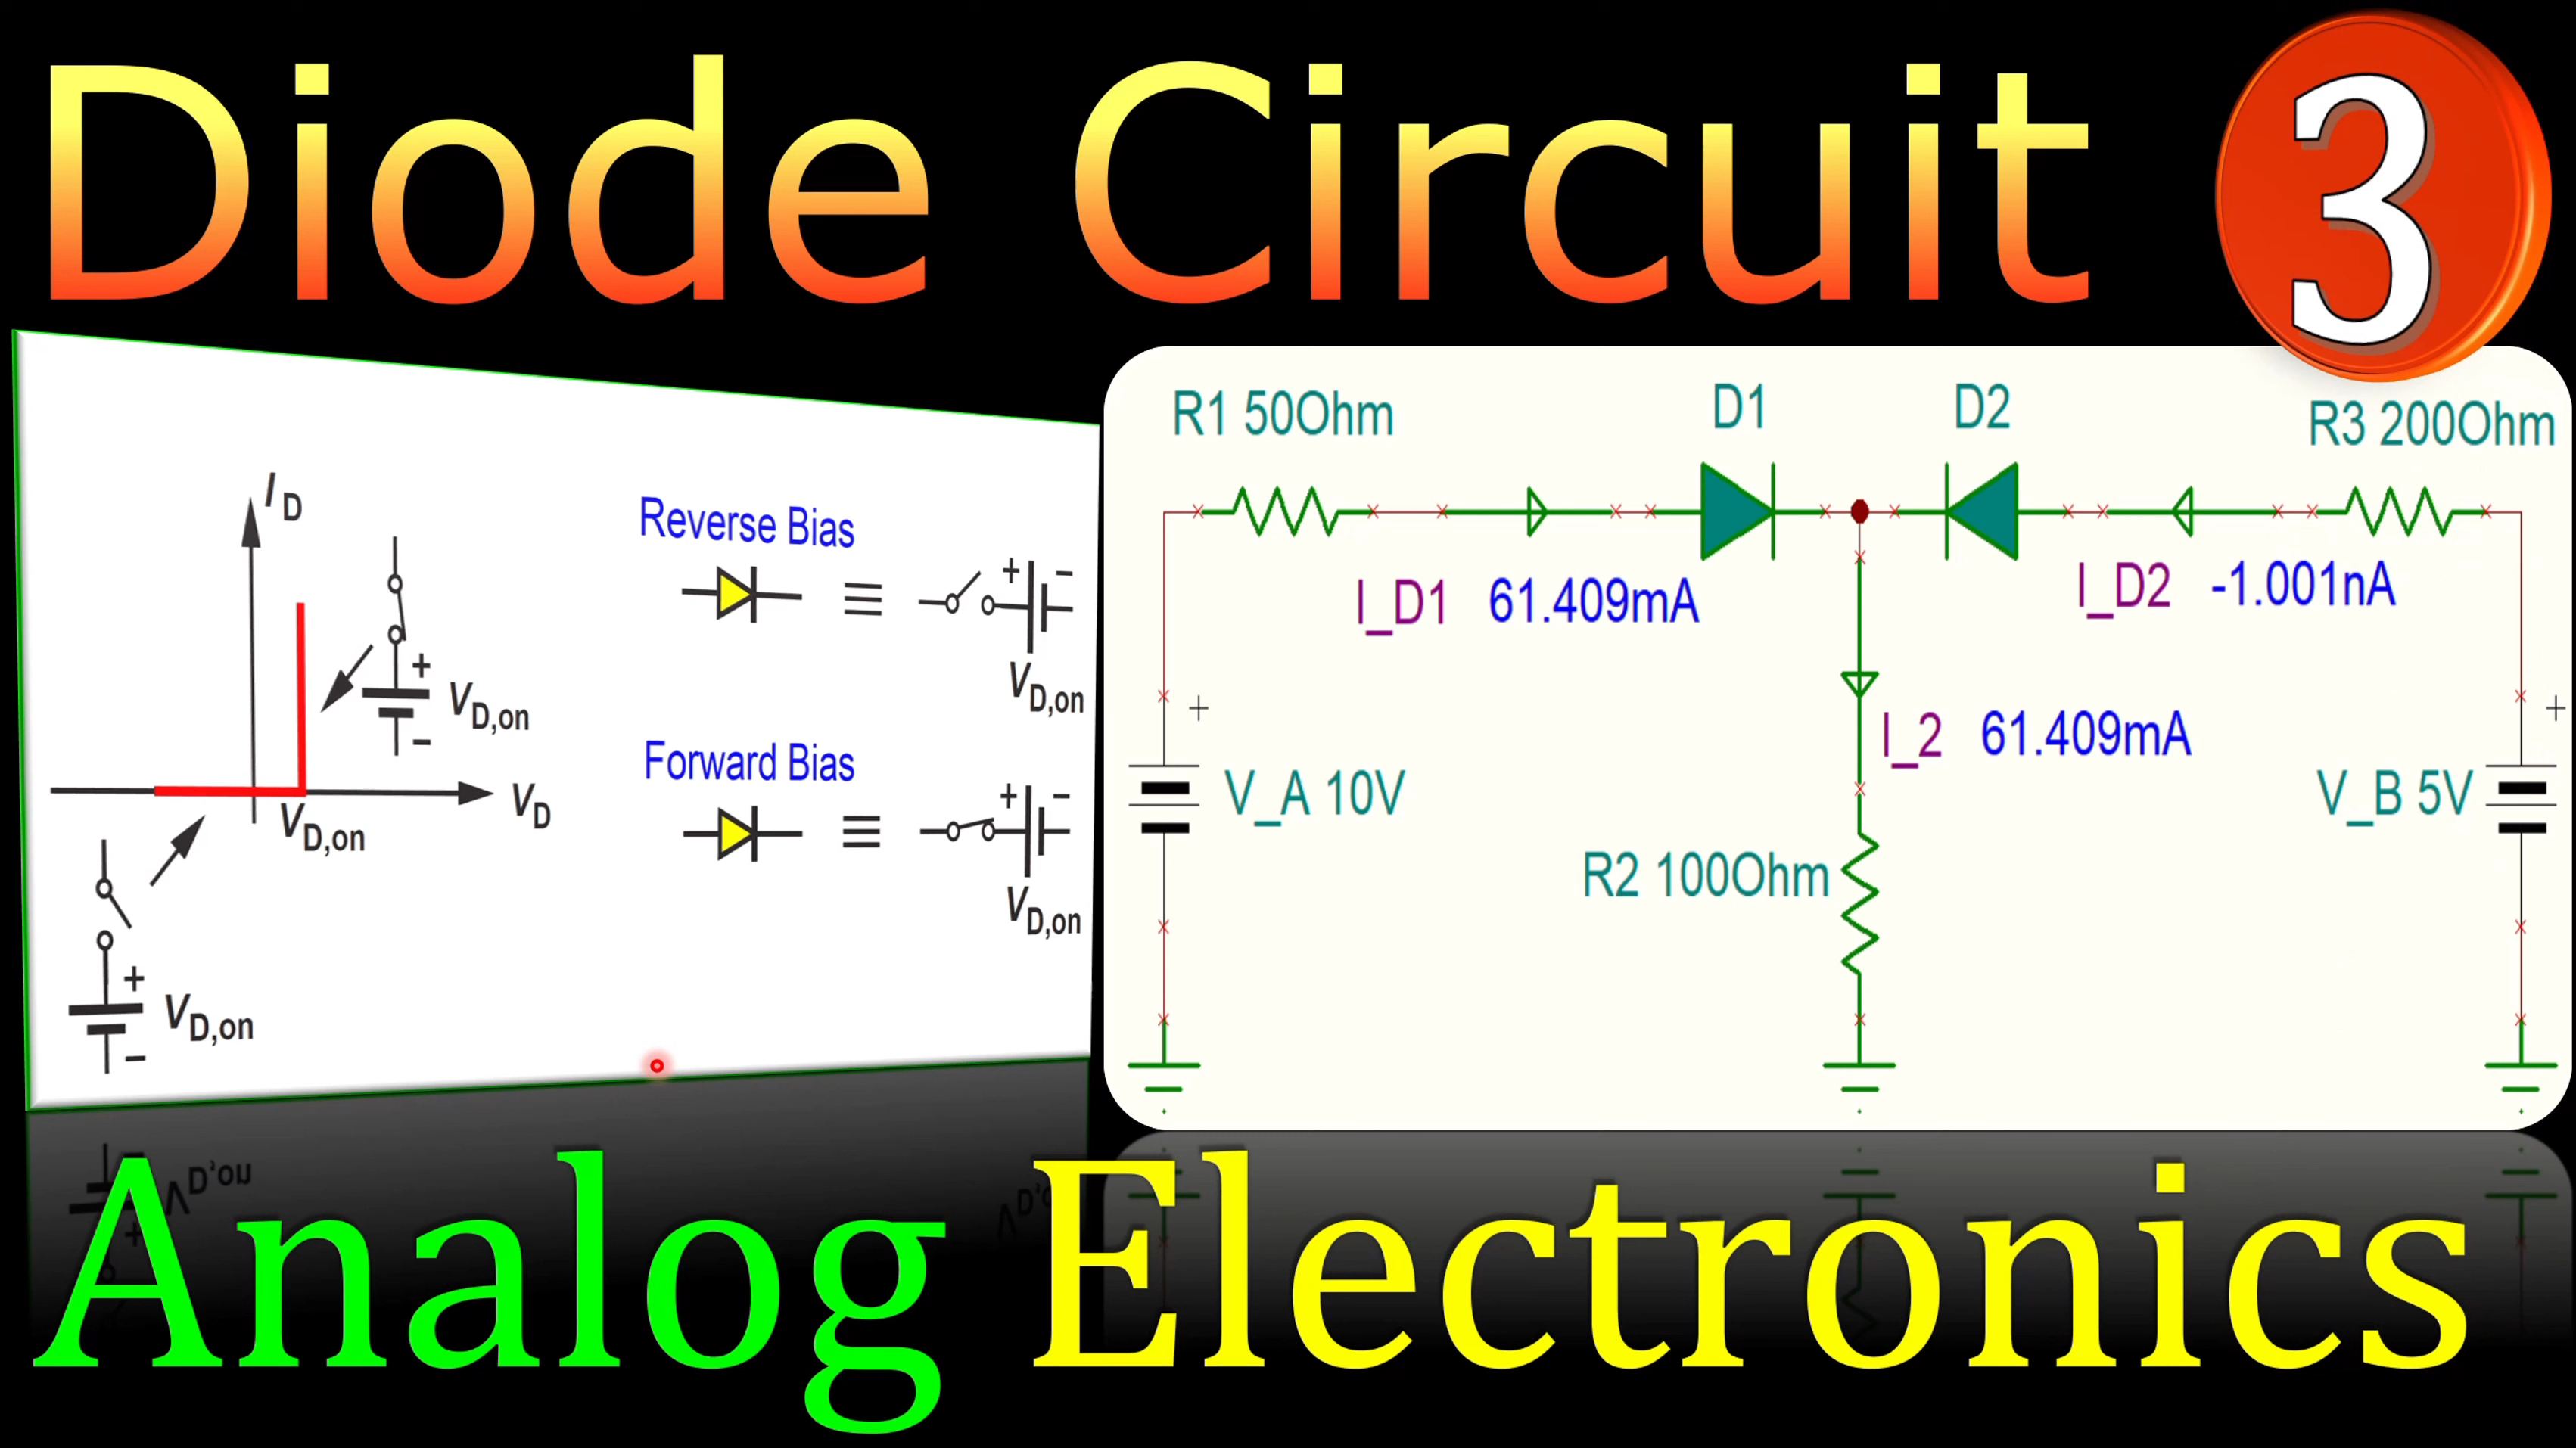 Diode Circuit 3
I D
V D,on
V D
V D,on
V D,on
Reverse Bias
+ -
V D,on
Forward Bias
+ -
V D,on
R1 50Ohm
D1
D2
R3 200Ohm
I_D1 61.409mA
I_D2 -1.001nA
I_2 61.409mA
V_A 10V
V_B 5V
R2 100Ohm
Analog Electronics